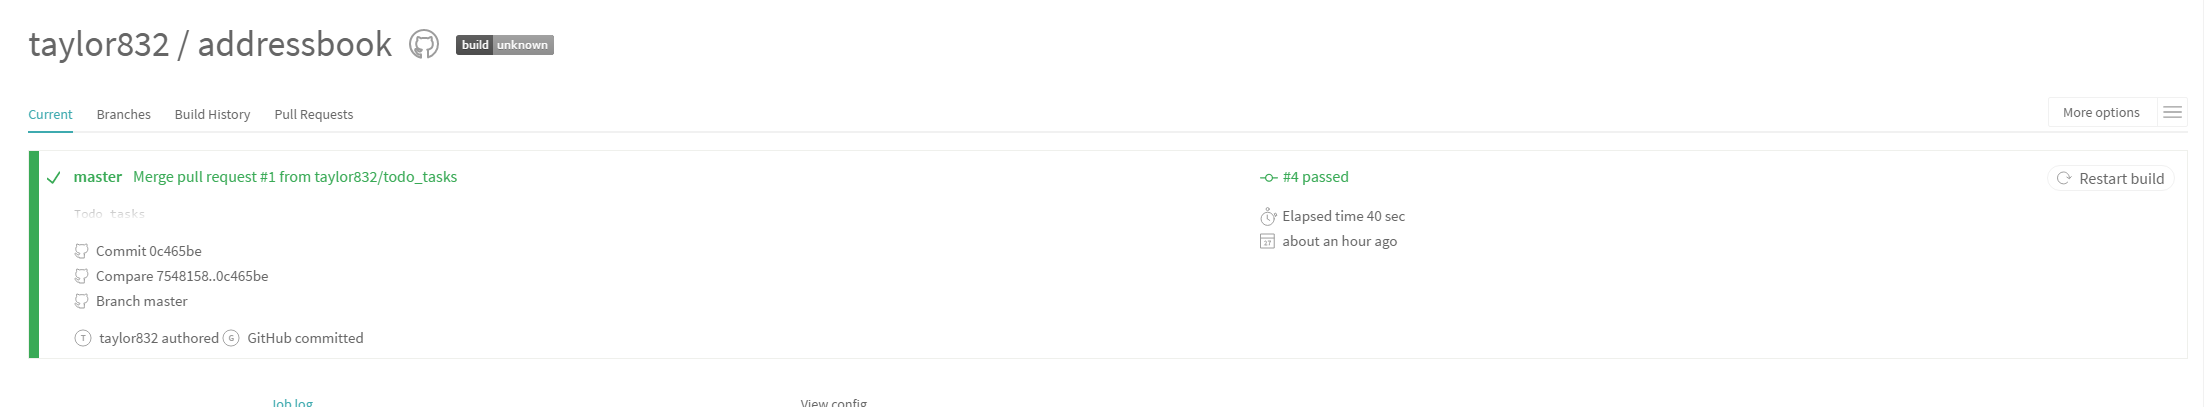 taylor832 / addressbook build unknown
Current Branches Build History Pull Requests More options
master Merge pull request #1 from taylor832/todo_tasks #4 passed Restart build
Todo tasks
Elapsed time 40 sec
27 about an hour ago
Commit 0c465be
Compare 7548158..0c465be
Branch master
T taylor832 authored G GitHub committed
Job log View config